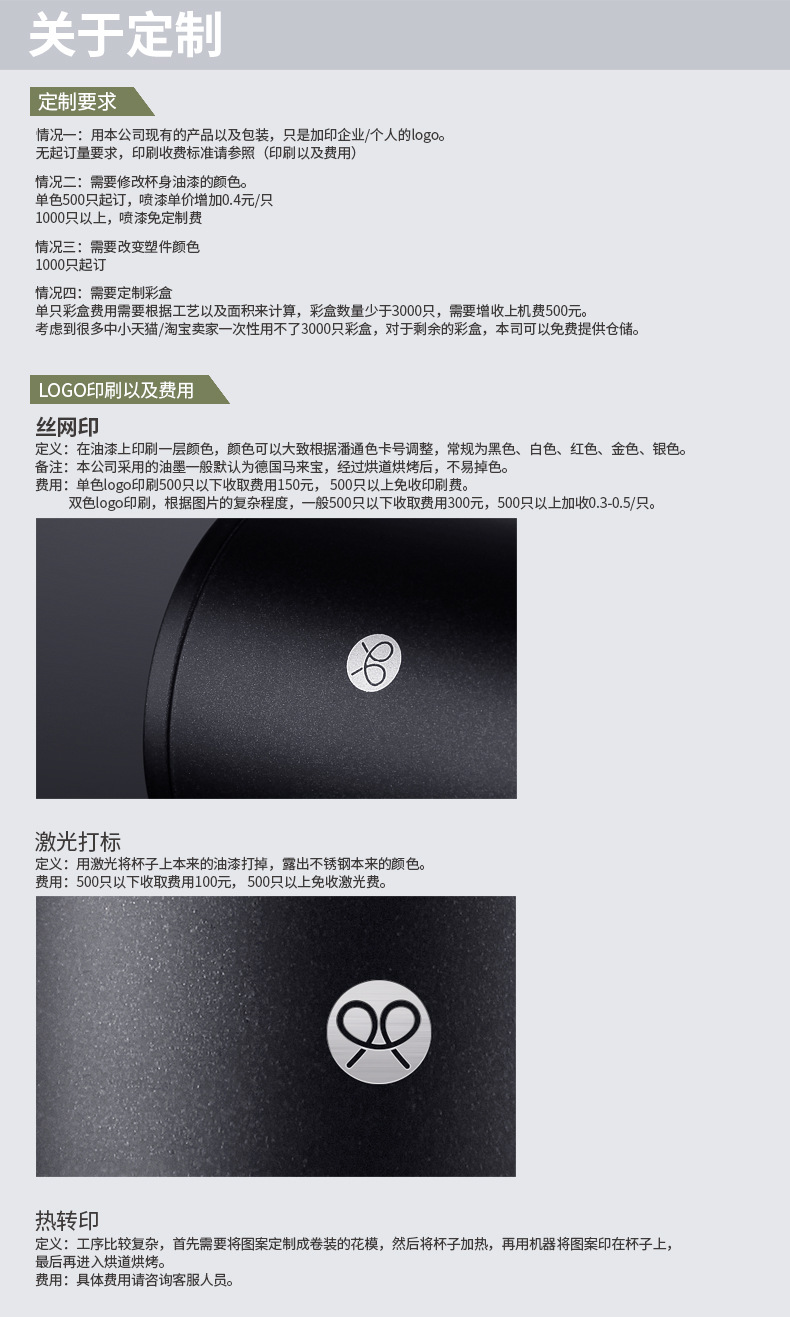 关于定制
定制要求
情况一：用本公司现有的产品以及包装，只是加印企业/个人的logo。
无起订量要求，印刷收费标准请参照（印刷以及费用）
情况二：需要修改杯身油漆的颜色。
单色500只起订，喷漆单价增加0.4元/只
1000只以上，喷漆免定制费
情况三：需要改变塑件颜色
1000只起订
情况四：需要定制彩盒
单只彩盒费用需要根据工艺以及面积来计算，彩盒数量少于3000只，需要增收上机费500元。
考虑到很多中小天猫/淘宝卖家一次性用不了3000只彩盒，对于剩余的彩盒，本司可以免费提供仓储。
LOGO印刷以及费用
丝网印
定义：在油漆上印刷一层颜色，颜色可以大致根据潘通色卡号调整，常规为黑色、白色、红色、金色、银色。
备注：本公司采用的油墨一般默认为德国马来宝，经过烘道烘烤后，不易掉色。
费用：单色logo印刷500只以下收取费用150元， 500只以上免收印刷费。
双色logo印刷，根据图片的复杂程度，一般500只以下收取费用300元，500只以上加收0.3-0.5/只。
激光打标
定义：用激光将杯子上本来的油漆打掉，露出不锈钢本来的颜色。
费用：500只以下收取费用100元， 500只以上免收激光费。
热转印
定义：工序比较复杂，首先需要将图案定制成卷装的花模，然后将杯子加热，再用机器将图案印在杯子上，
最后再进入烘道烘烤。
费用：具体费用请咨询客服人员。